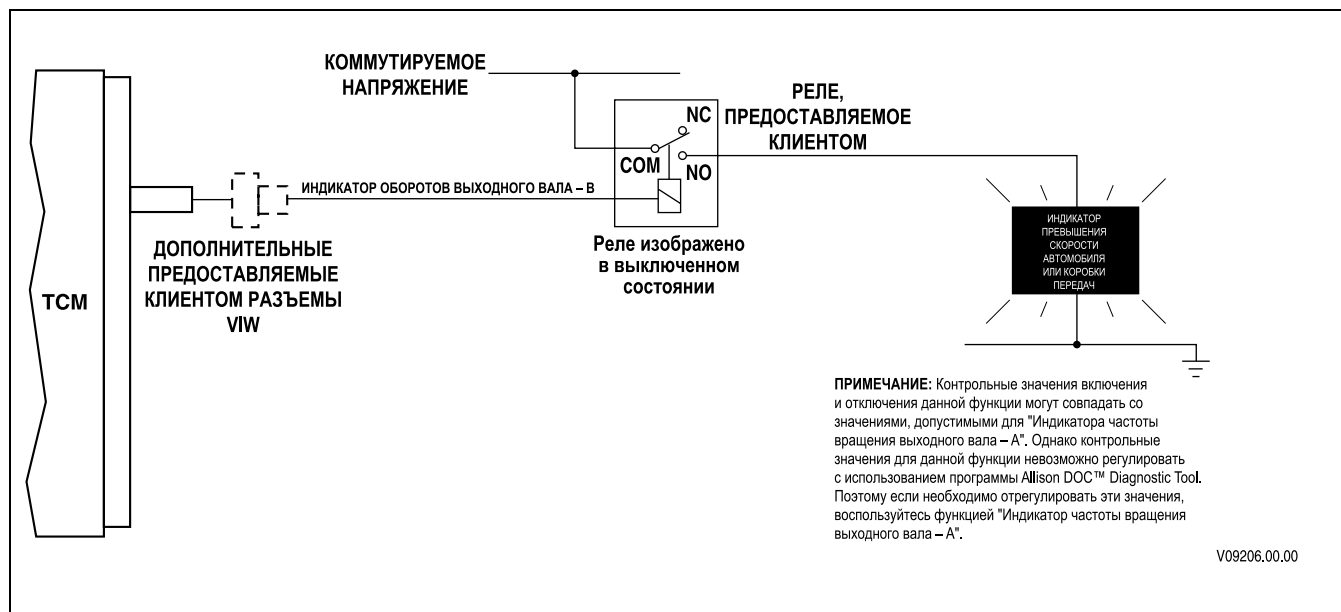 КОММУТИРУЕМОЕ
НАПРЯЖЕНИЕ
NC
COM
NO
РЕЛЕ,
ПРЕДОСТАВЛЯЕМОЕ
КЛИЕНТОМ
ИНДИКАТОР ОБОРОТОВ ВЫХОДНОГО ВАЛА – B
Реле изображено
в выключенном
состоянии
ДОПОЛНИТЕЛЬНЫЕ
ПРЕДОСТАВЛЯЕМЫЕ
КЛИЕНТОМ РАЗЪЕМЫ
VIW
TCM
ИНДИКАТОР
ПРЕВЫШЕНИЯ
СКОРОСТИ
АВТОМОБИЛЯ
ИЛИ КОРОБКИ
ПЕРЕДАЧ
ПРИМЕЧАНИЕ: Контрольные значения включения
и отключения данной функции могут совпадать со
значениями, допустимыми для "Индикатора частоты
вращения выходного вала – A". Однако контрольные
значения для данной функции невозможно регулировать
с использованием программы Allison DOC™ Diagnostic Tool.
Поэтому если необходимо отрегулировать эти значения,
воспользуйтесь функцией "Индикатор частоты вращения
выходного вала – A".
V09206.00.00